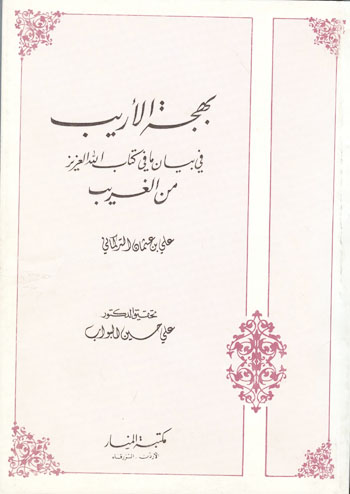 بهجة الأريب
في بيان ما في كتاب الله العزيز
من الغريب
علي بن عثمان التركماني
تحقيق الدكتور
علي حسين البواب
مكتبة المنار
الأردن - الزرقاء